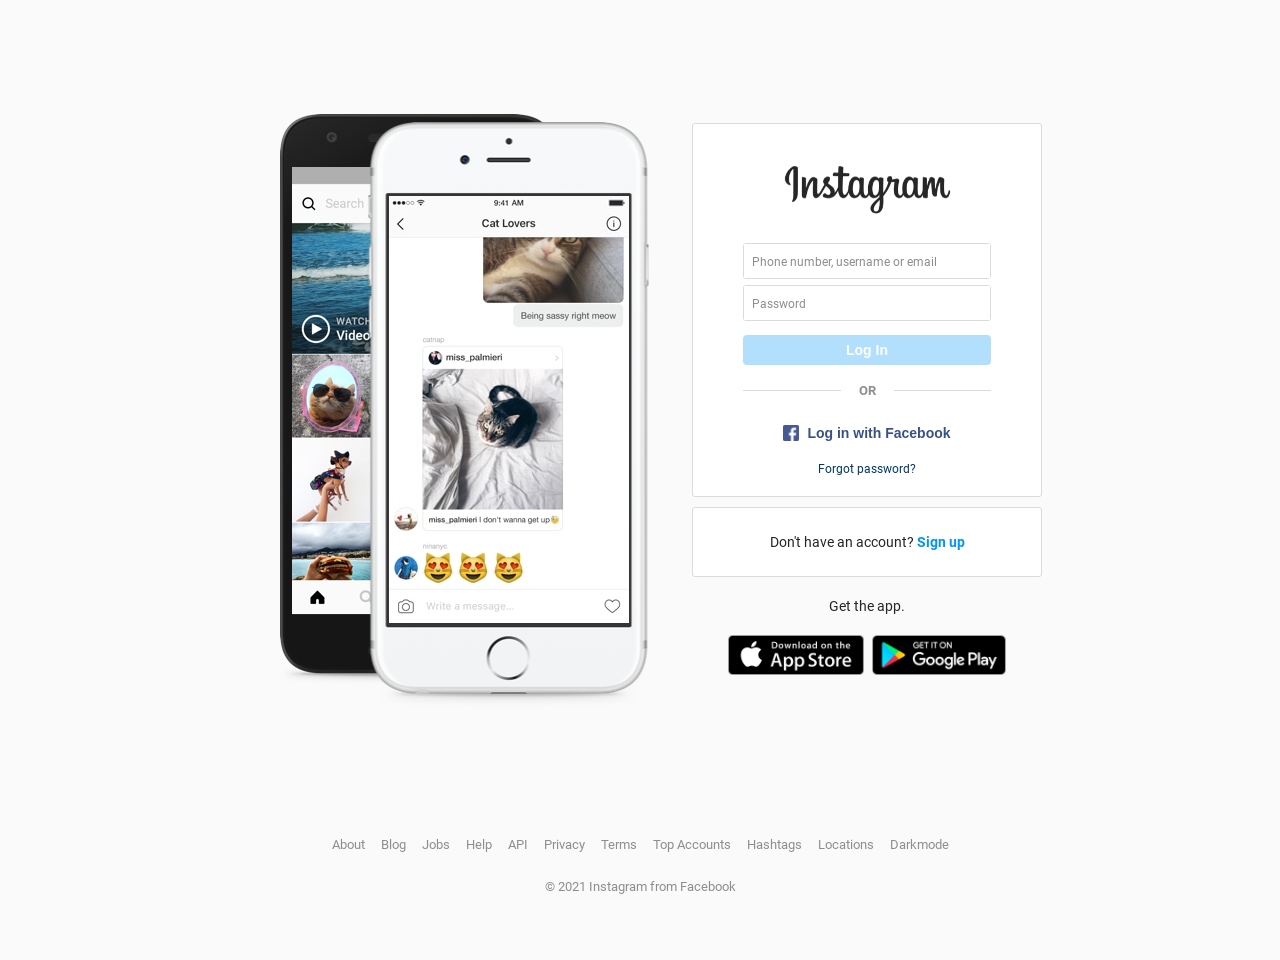 Search
WATCH
Video
9:41 AM
Cat Lovers
Being sassy right meow
catnap
miss_palmieri
miss_palmieri I don't wanna get up
ninanyc
Write a message...
Instagram
Phone number, username or email
Password
Log In
OR
Log in with Facebook
Forgot password?
Don't have an account? Sign up
Get the app.
Download on the
App Store
GET IT ON
Google Play
About Blog Jobs Help API Privacy Terms Top Accounts Hashtags Locations Darkmode
© 2021 Instagram from Facebook